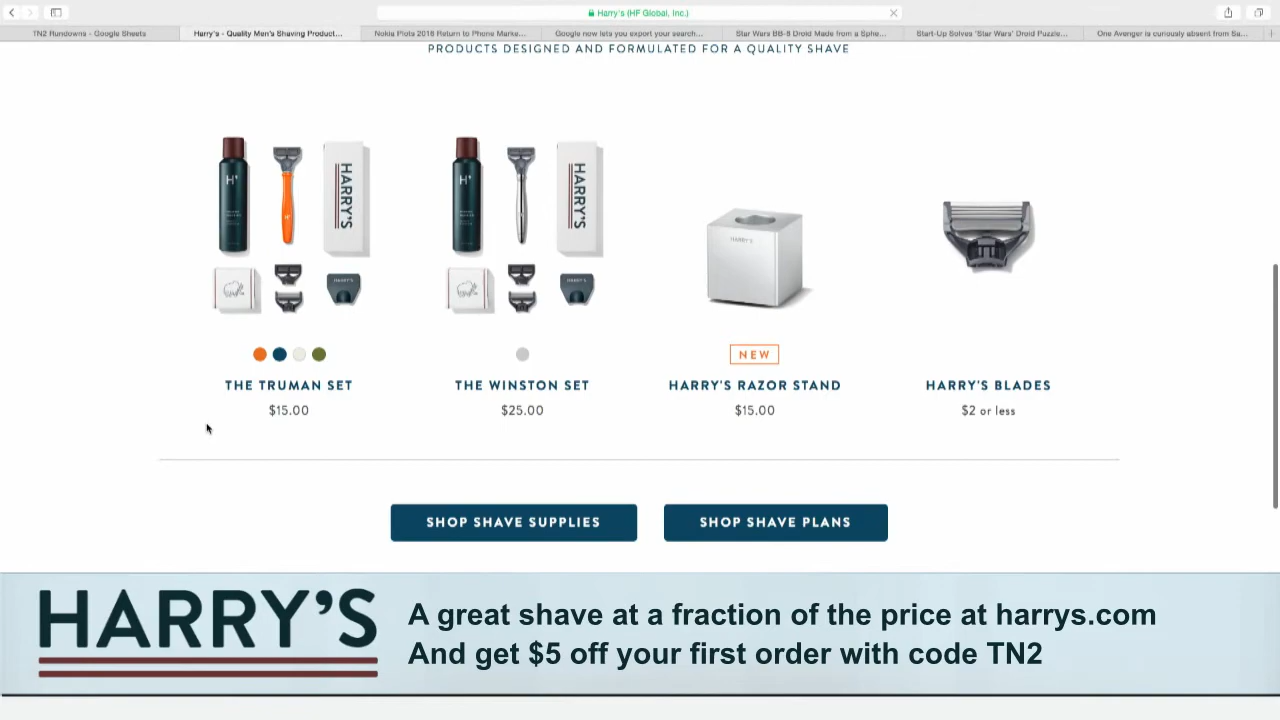 Harry's (HF Global, Inc.)
TN2 Rundowns - Google Sheets
Harry's - Quality Men's Shaving Product...
Nokia Plots 2016 Return to Phone Marke...
Google now lets you export your search...
Star Wars BB-8 Droid Made from a Sphe...
Start-Up Solves 'Star Wars' Droid Puzzle...
One Avenger is curiously absent from Sa...
PRODUCTS DESIGNED AND FORMULATED FOR A QUALITY SHAVE
H'
HARRY'S
HARRY'S
H'
HARRY'S
HARRY'S
HARRY'S
NEW
THE TRUMAN SET
THE WINSTON SET
HARRY'S RAZOR STAND
HARRY'S BLADES
$15.00
$25.00
$15.00
$2 or less
SHOP SHAVE SUPPLIES
SHOP SHAVE PLANS
HARRY'S
A great shave at a fraction of the price at harrys.com
And get $5 off your first order with code TN2